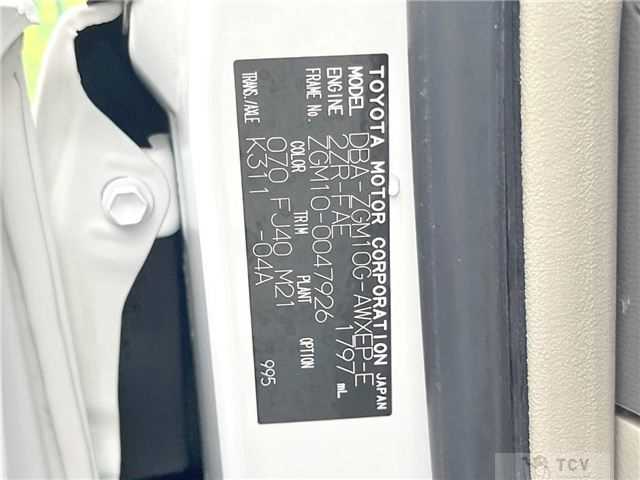 TOYOTA MOTOR CORPORATION JAPAN
MODEL DBA-ZGM10G-AWXEP-E
ENGINE 2ZR-FAE 1797 mL
FRAME No. ZGM10-0047926
COLOR TRIM PLANT OPTION
070 FJ40 M21
TRANS./AXLE K311 -04A
995
TCV